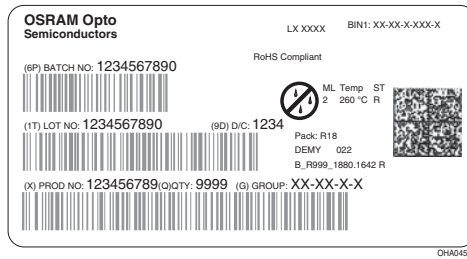 OSRAM Opto
Semiconductors
LX XXXX
BIN1: XX-XX-X-XXX-X
RoHS Compliant
(6P) BATCH NO: 1234567890
ML Temp ST
2 260 °C R
(1T) LOT NO: 1234567890 (9D) D/C: 1234
Pack: R18
DEMY 022
B_R999_1880.1642 R
(X) PROD NO: 123456789(Q)QTY: 9999 (G) GROUP: XX-XX-X-X
OHA04563